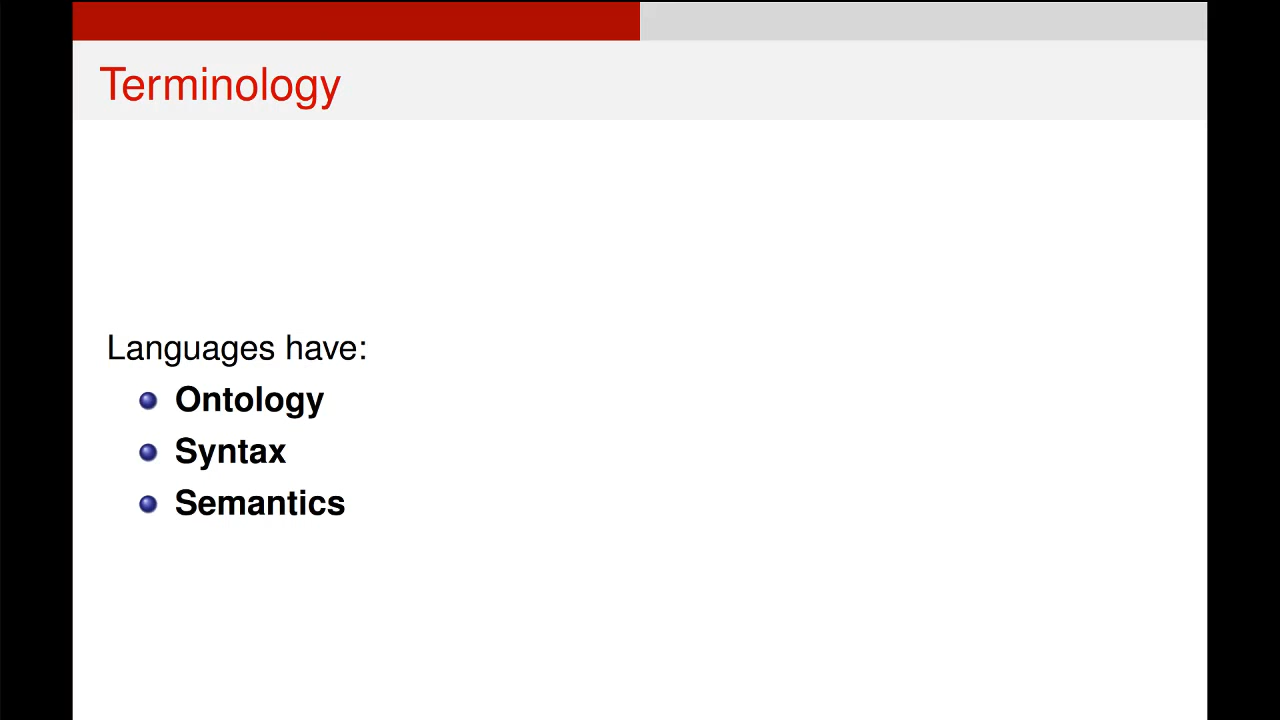 Terminology
Languages have:
Ontology
Syntax
Semantics